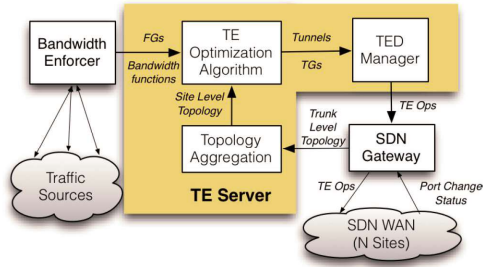 Bandwidth
Enforcer
FGs
Bandwidth
functions
TE
Optimization
Algorithm
Tunnels
TGs
TED
Manager
Site Level
Topology
TE Ops
Trunk
Level
Topology
Topology
Aggregation
SDN
Gateway
TE Server
Traffic
Sources
TE Ops
Port Change
Status
SDN WAN
(N Sites)